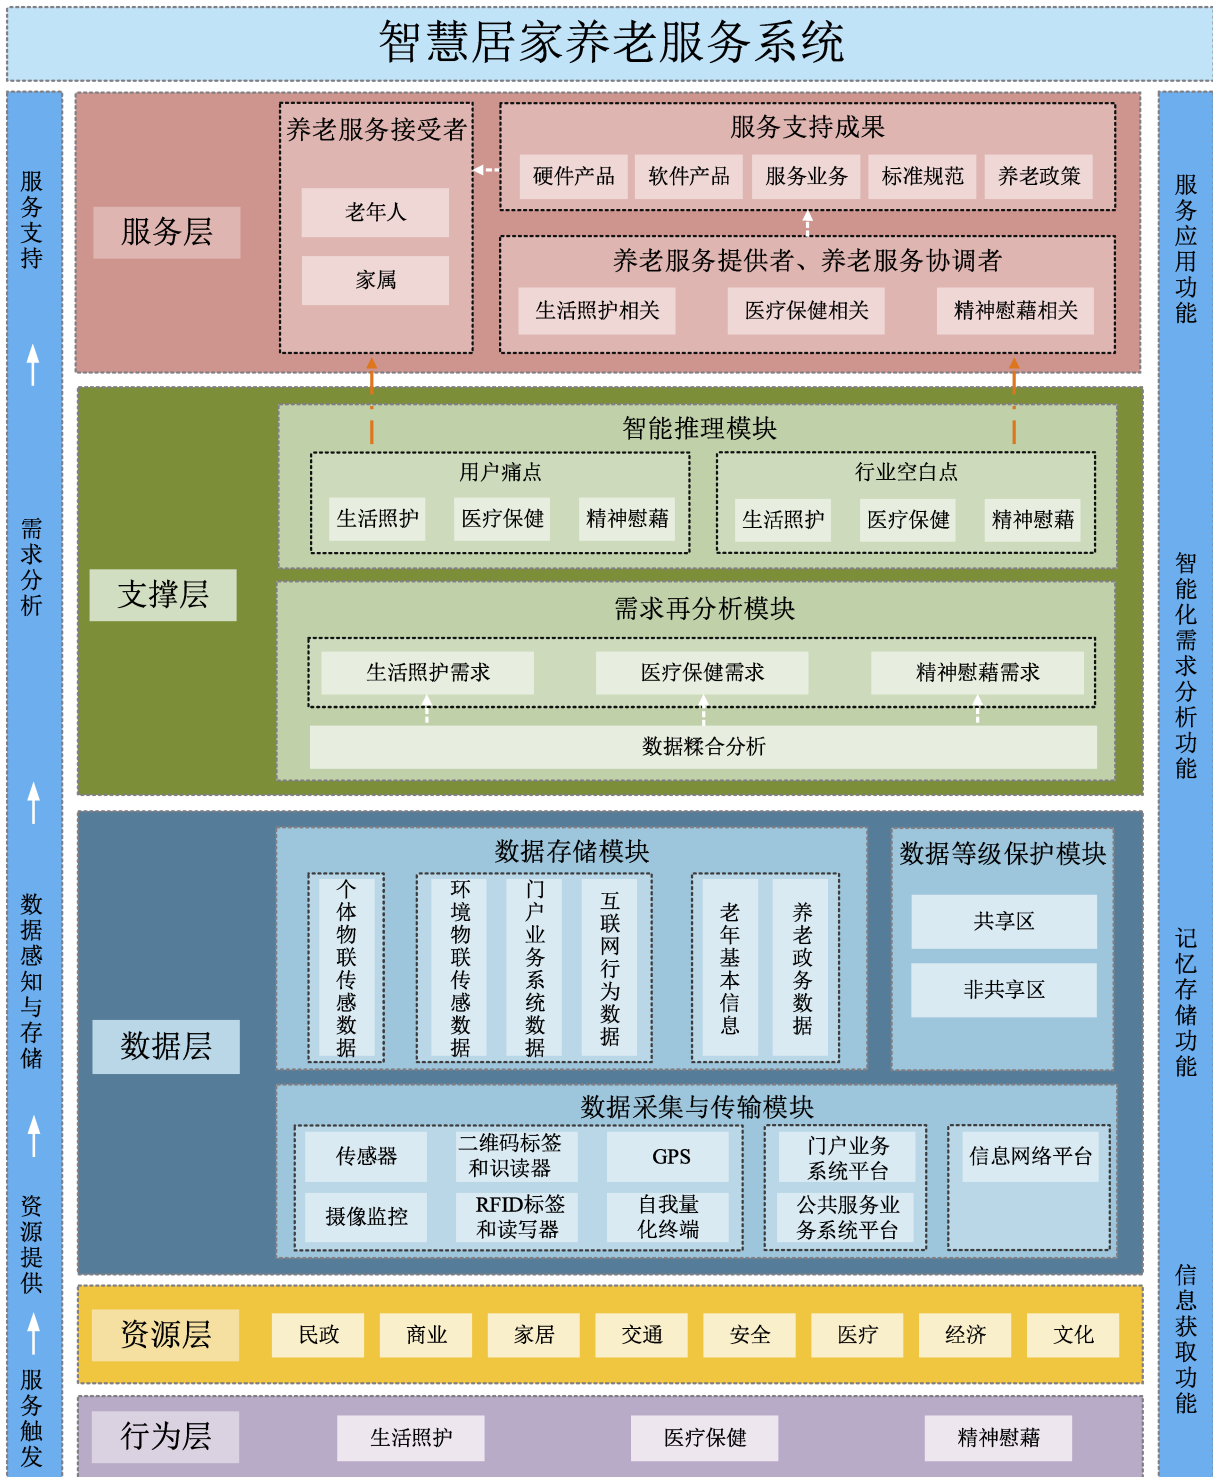 智慧居家养老服务系统
服务支持
需求分析
数据感知与存储
资源提供
服务触发
服务层
养老服务接受者
老年人
家属
服务支持成果
硬件产品
软件产品
服务业务
标准规范
养老政策
养老服务提供者、养老服务协调者
生活照护相关
医疗保健相关
精神慰藉相关
支撑层
智能推理模块
用户痛点
生活照护
医疗保健
精神慰藉
行业空白点
生活照护
医疗保健
精神慰藉
需求再分析模块
生活照护需求
医疗保健需求
精神慰藉需求
数据糅合分析
数据层
数据存储模块
个体物联传感数据
环境物联传感数据
门户业务系统数据
互联网行为数据
老年基本信息
养老政务数据
数据等级保护模块
共享区
非共享区
数据采集与传输模块
传感器
二维码标签
和识读器
GPS
摄像监控
RFID标签
和读写器
自我量
化终端
门户业务
系统平台
公共服务业
务系统平台
信息网络平台
资源层
民政
商业
家居
交通
安全
医疗
经济
文化
行为层
生活照护
医疗保健
精神慰藉
服务应用功能
智能化需求分析功能
记忆存储功能
信息获取功能